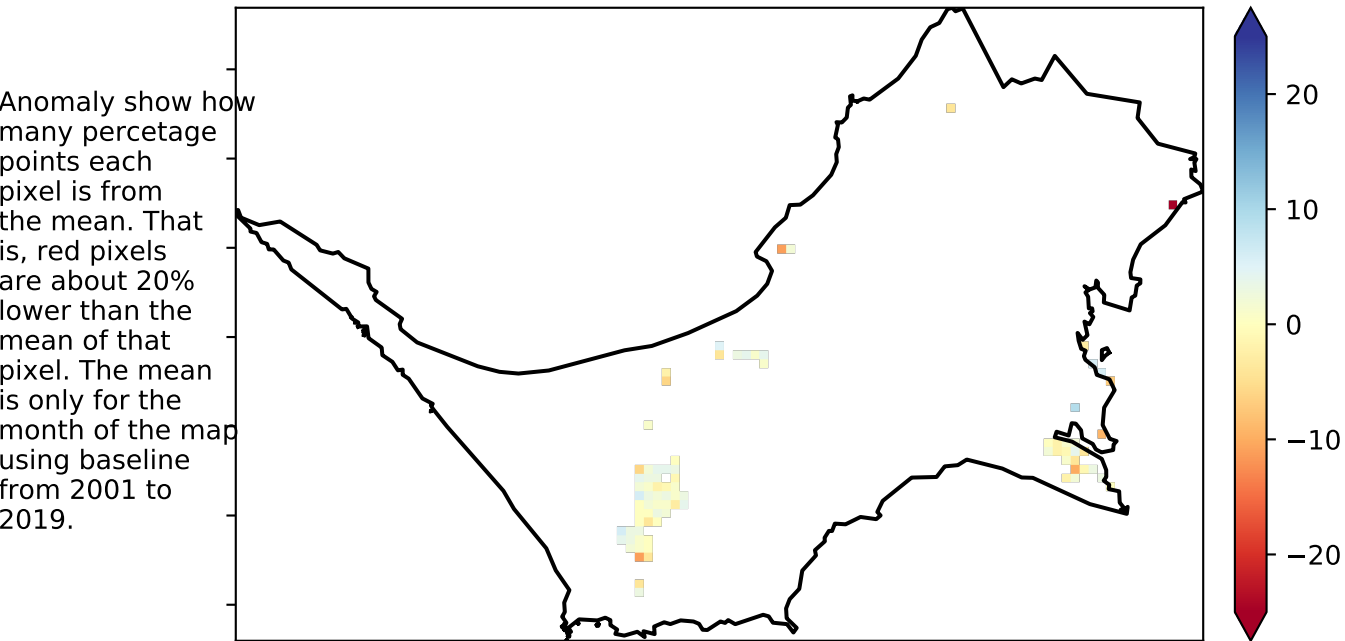 Anomaly show how
many percetage
points each
pixel is from
the mean. That
is, red pixels
are about 20%
lower than the
mean of that
pixel. The mean
is only for the
month of the map
using baseline
from 2001 to
2019.
20
10
0
−10
−20